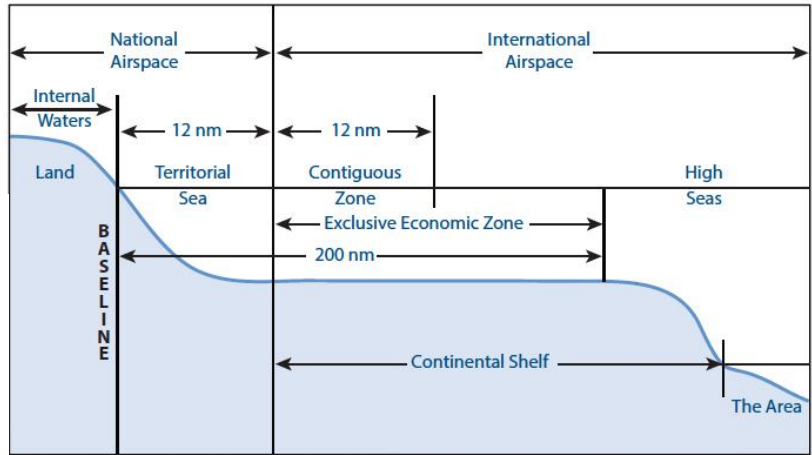 National
Airspace
International
Airspace
Internal
Waters
12 nm
12 nm
Land
Territorial
Sea
Contiguous
Zone
High
Seas
Exclusive Economic Zone
200 nm
BASELINE
Continental Shelf
The Area